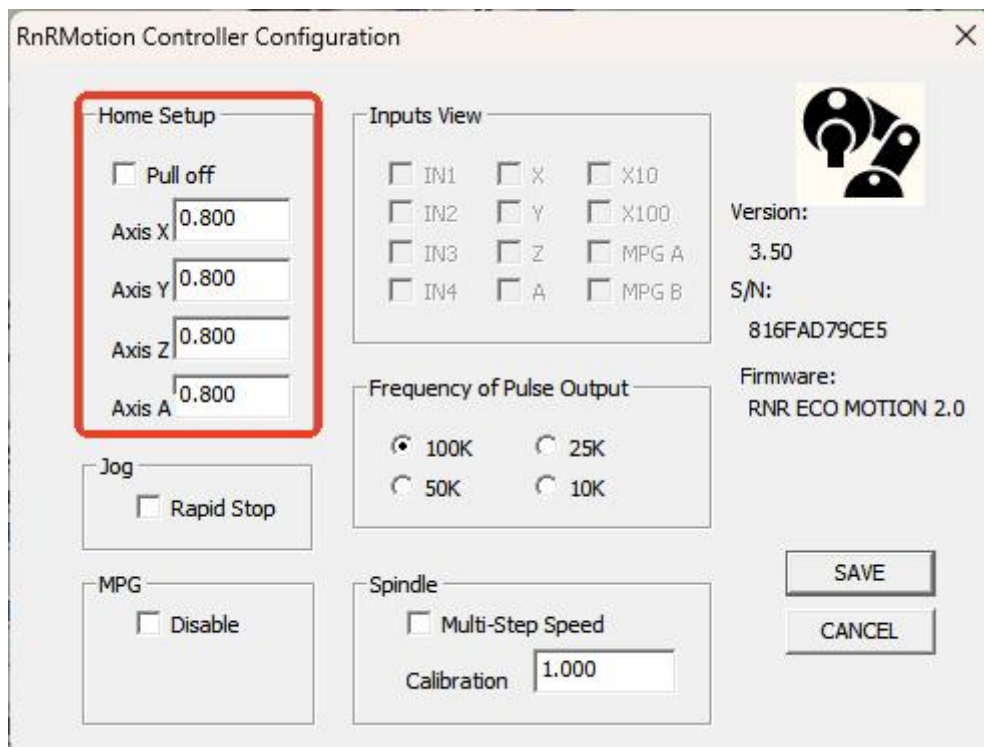 RnRMotion Controller Configuration
Home Setup
Pull off
Axis X 0.800
Axis Y 0.800
Axis Z 0.800
Axis A 0.800
Jog
Rapid Stop
MPG
Disable
Inputs View
IN1 X X10
IN2 Y X100
IN3 Z MPG A
IN4 A MPG B
Frequency of Pulse Output
100K 25K
50K 10K
Spindle
Multi-Step Speed
Calibration 1.000
Version:
3.50
S/N:
816FAD79CE5
Firmware:
RNR ECO MOTION 2.0
SAVE
CANCEL